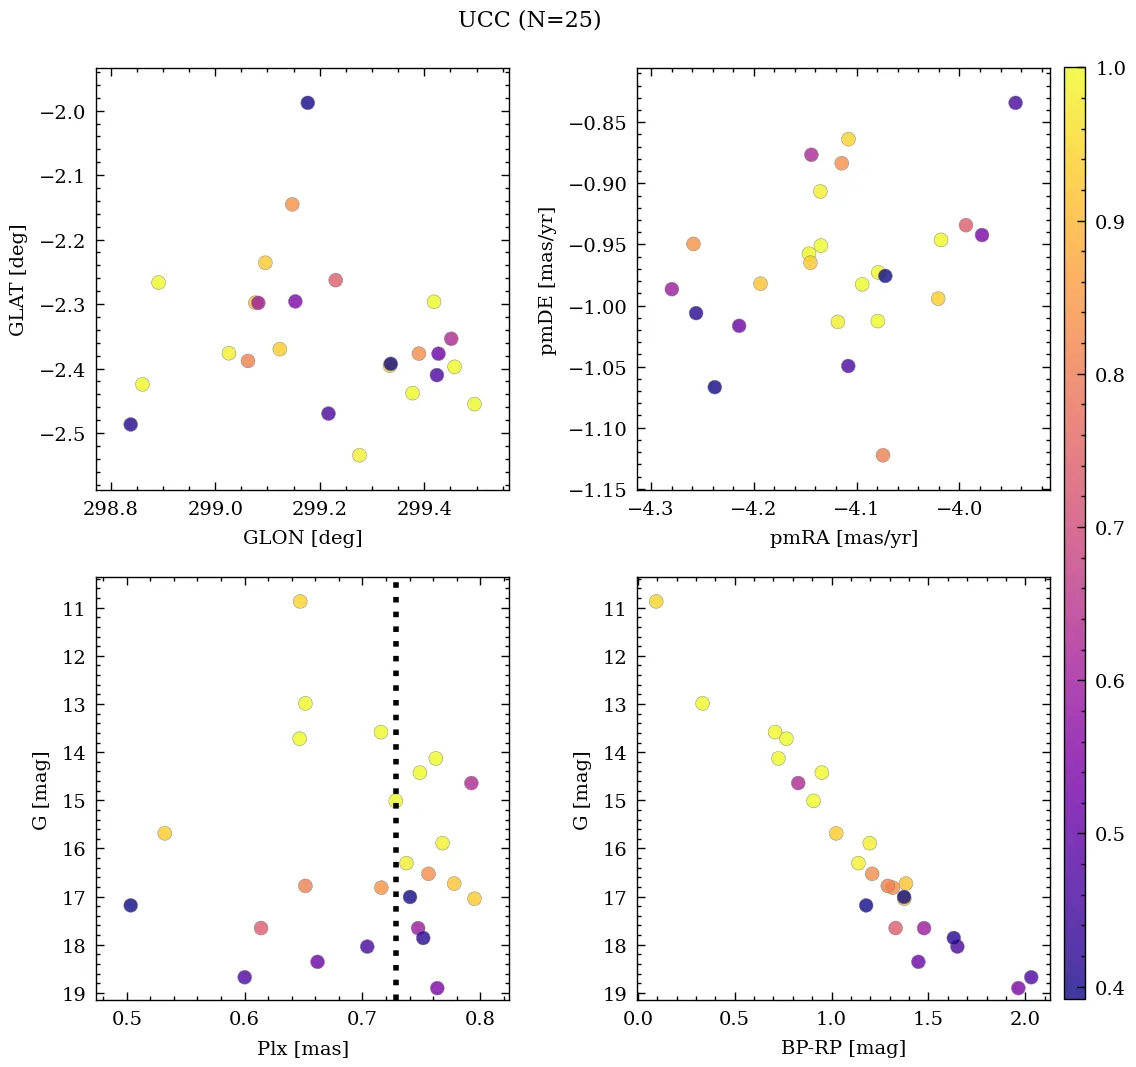 UCC (N=25)
−2.0
−2.1
−2.2
−2.3
−2.4
−2.5
GLAT [deg]
298.8 299.0 299.2 299.4
GLON [deg]
−0.85
−0.90
−0.95
−1.00
−1.05
−1.10
−1.15
pmDE [mas/yr]
−4.3 −4.2 −4.1 −4.0
pmRA [mas/yr]
1.0
0.9
0.8
0.7
0.6
0.5
0.4
11
12
13
14
15
16
17
18
19
G [mag]
0.5 0.6 0.7 0.8
Plx [mas]
11
12
13
14
15
16
17
18
19
G [mag]
0.0 0.5 1.0 1.5 2.0
BP-RP [mag]